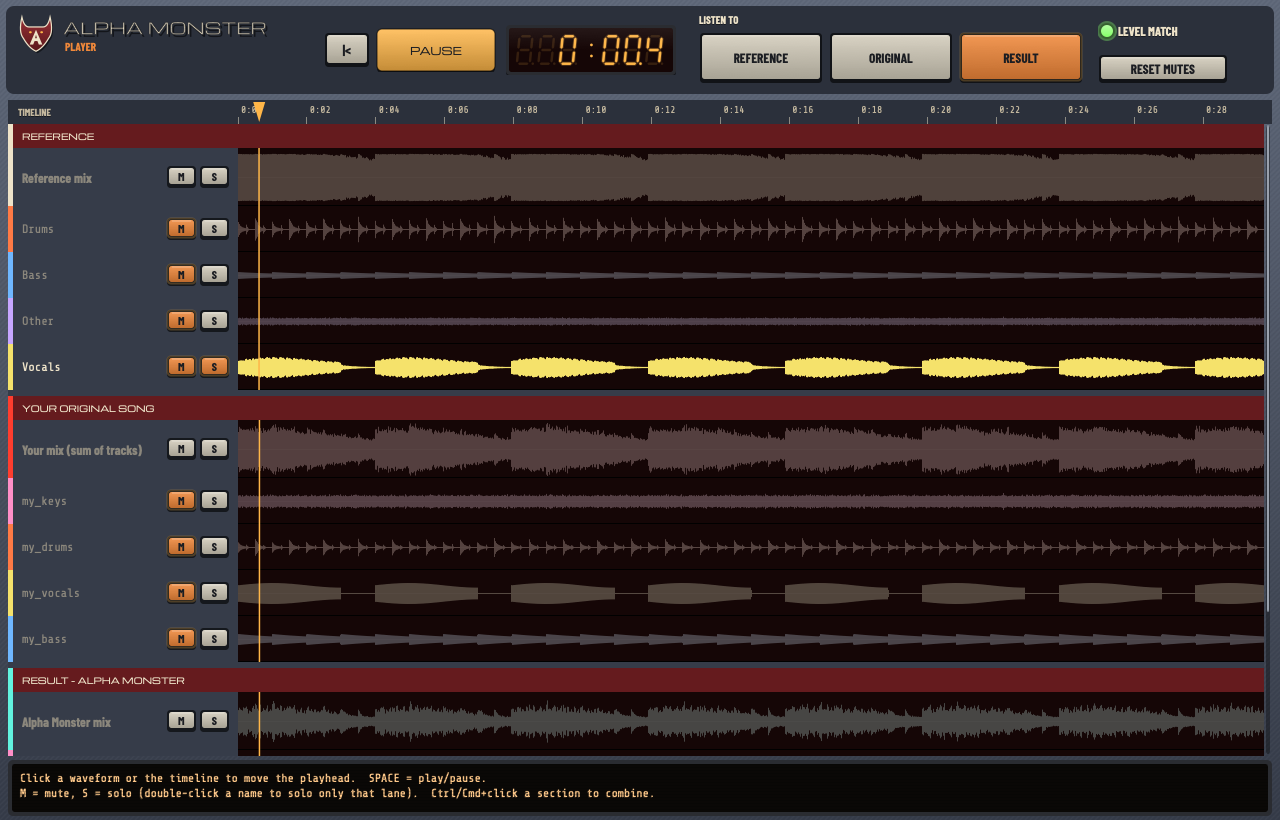 ALPHA MONSTER
PLAYER
PAUSE
0:00.4
LISTEN TO
REFERENCE
ORIGINAL
RESULT
LEVEL MATCH
RESET MUTES
TIMELINE
0:02 0:04 0:06 0:08 0:10 0:12 0:14 0:16 0:18 0:20 0:22 0:24 0:26 0:28
REFERENCE
Reference mix M S
Drums M S
Bass M S
Other M S
Vocals M S
YOUR ORIGINAL SONG
Your mix (sum of tracks) M S
my_keys M S
my_drums M S
my_vocals M S
my_bass M S
RESULT - ALPHA MONSTER
Alpha Monster mix M S
Click a waveform or the timeline to move the playhead. SPACE = play/pause.
M = mute, S = solo (double-click a name to solo only that lane). Ctrl/Cmd+click a section to combine.